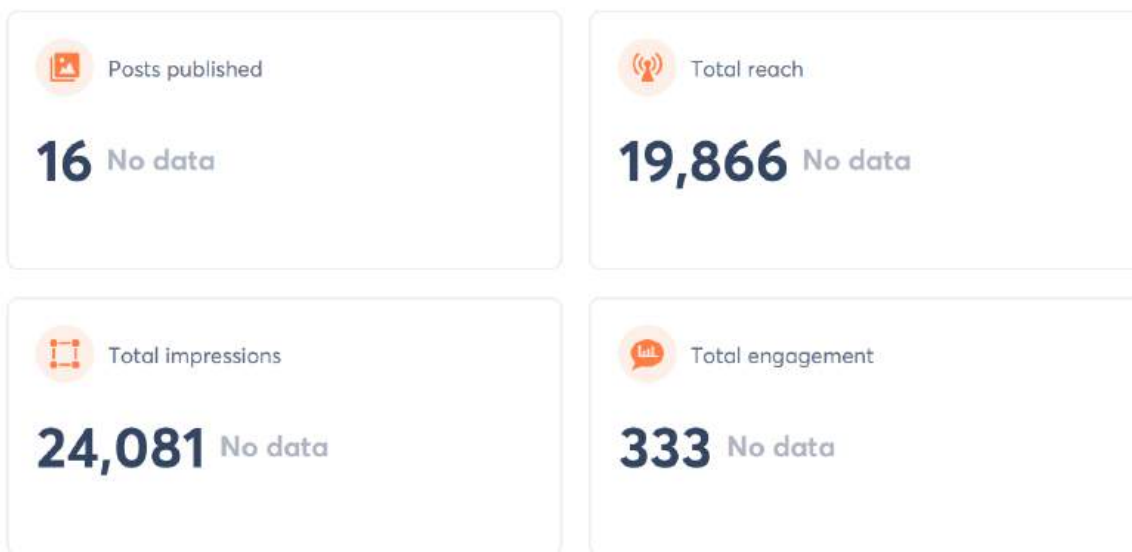 Posts published
16 No data
Total reach
19,866 No data
Total impressions
24,081 No data
Total engagement
333 No data